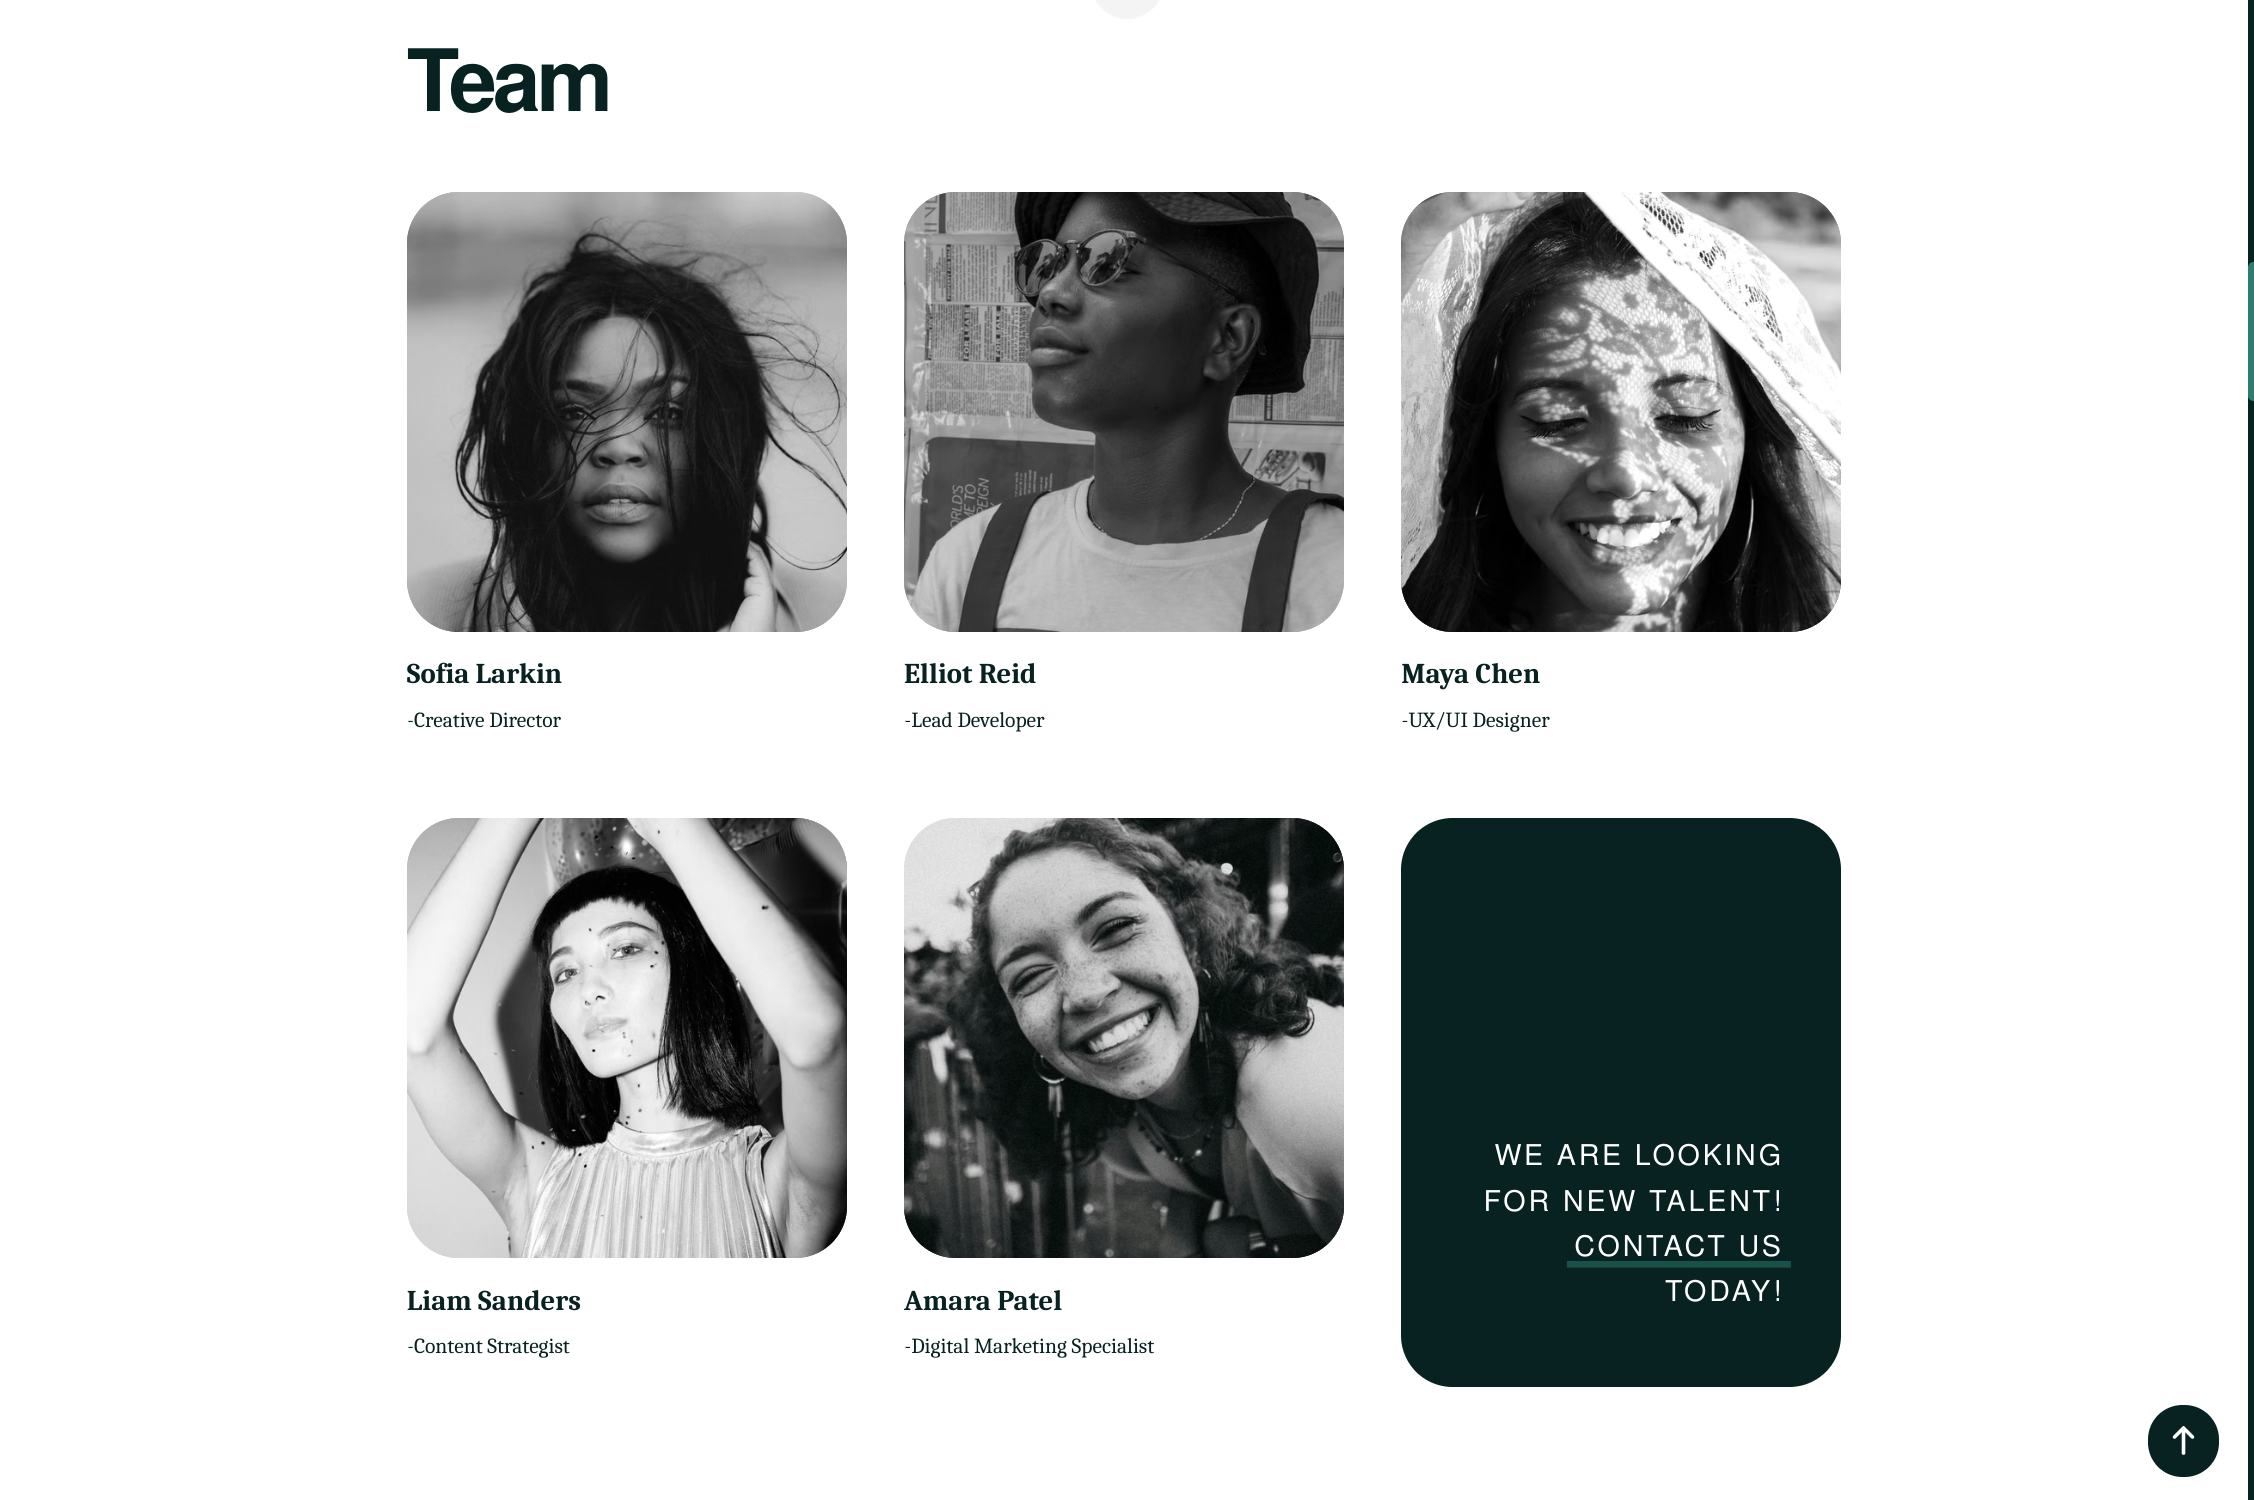 Team
Sofia Larkin
-Creative Director
Elliot Reid
-Lead Developer
Maya Chen
-UX/UI Designer
Liam Sanders
-Content Strategist
Amara Patel
-Digital Marketing Specialist
WE ARE LOOKING
FOR NEW TALENT!
CONTACT US
TODAY!